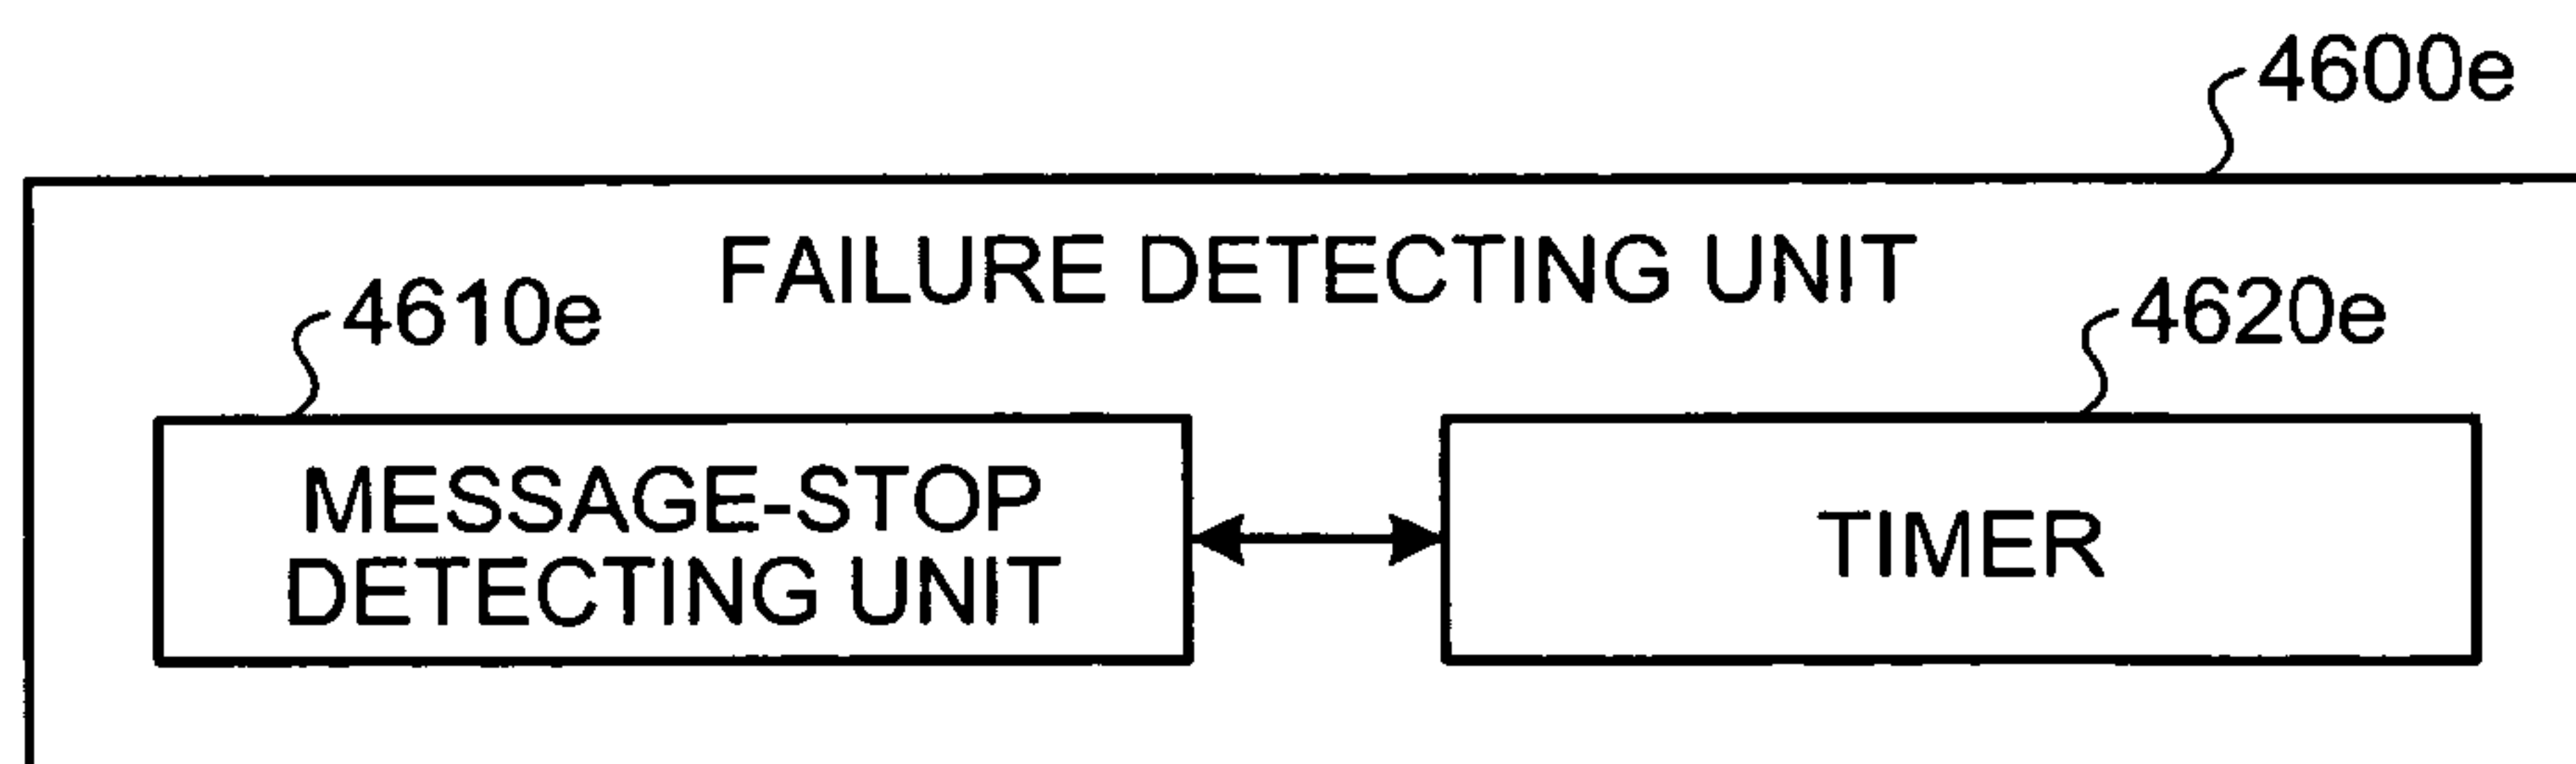 4600e
FAILURE DETECTING UNIT
4610e
4620e
MESSAGE-STOP
DETECTING UNIT
TIMER